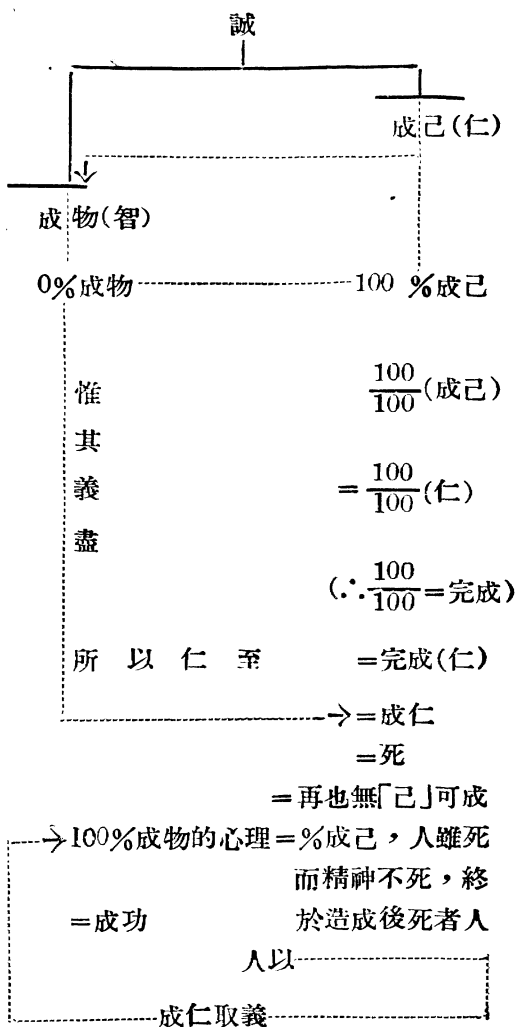 誠
成己(仁)
成物(智)
0%成物 100 %成己
惟其義盡
100/100(成己)
=100/100(仁)
(∴100/100=完成)
所以仁至 =完成(仁)
=成仁
=死
=再也無「己」可成
100%成物的心理=%成己，人雖死
而精神不死，終
=成功 於造成後死者人
人以
成仁取義